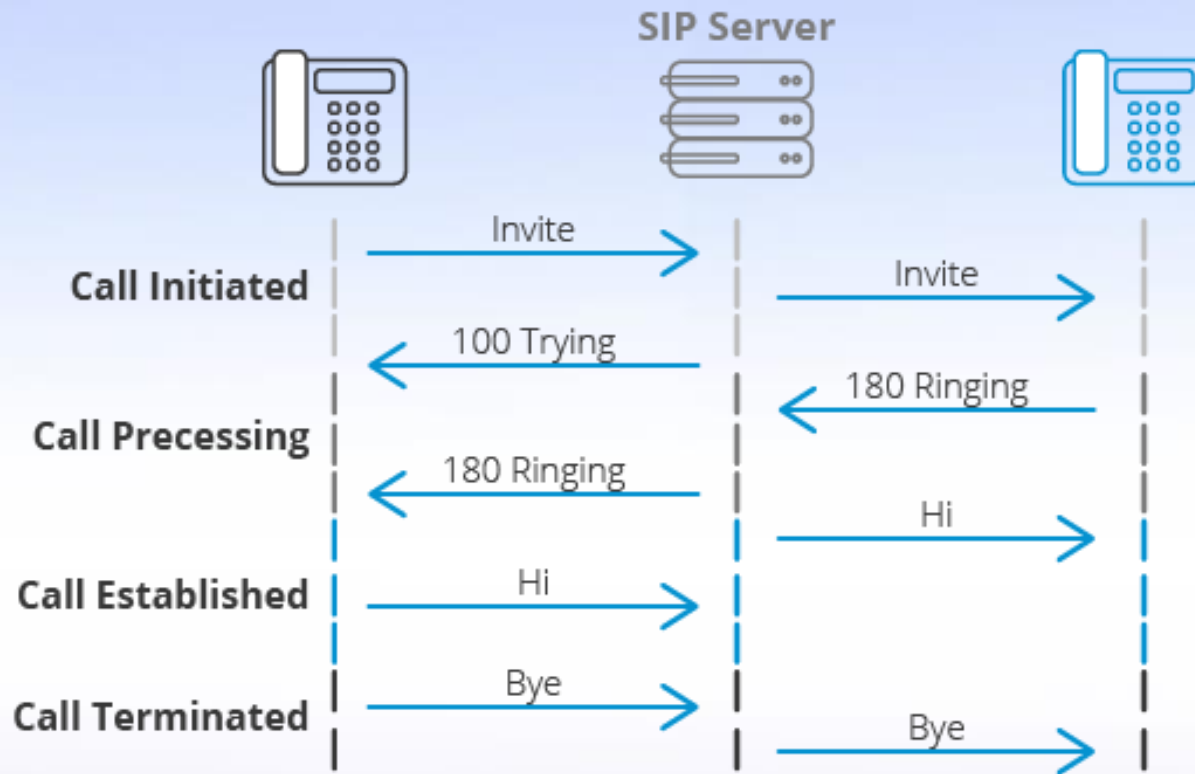 SIP Server
Invite
Call Initiated
Invite
100 Trying
180 Ringing
Call Precessing
180 Ringing
Hi
Call Established
Hi
Bye
Call Terminated
Bye